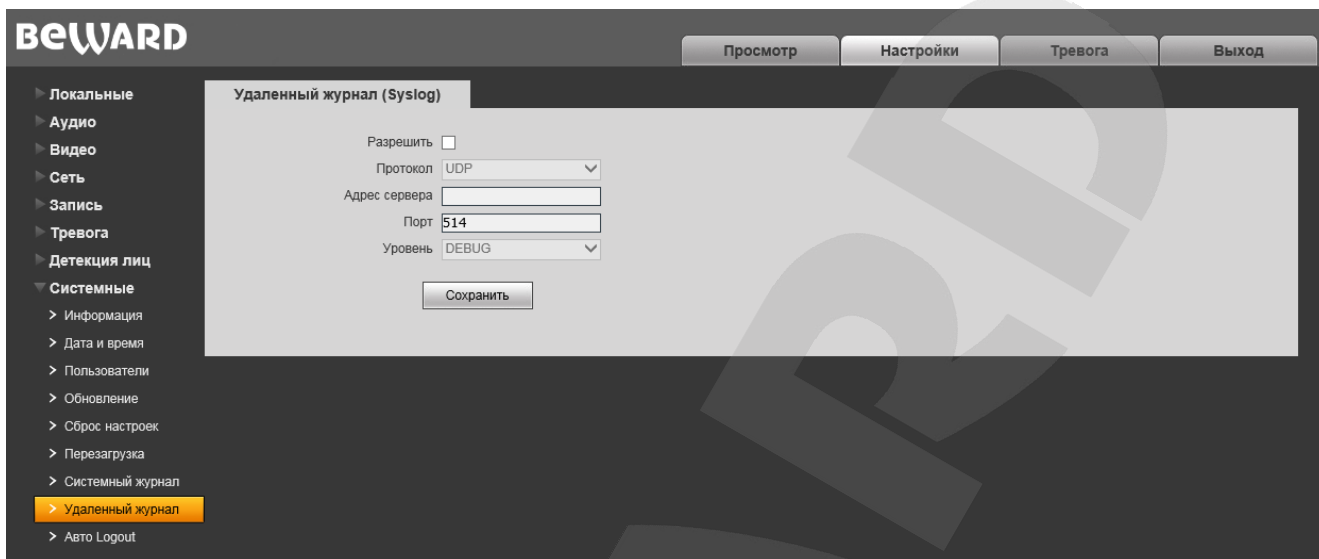 BEWARD
Просмотр
Настройки
Тревога
Выход
Локальные
Аудио
Видео
Сеть
Запись
Тревога
Детекция лиц
Системные
Информация
Дата и время
Пользователи
Обновление
Сброс настроек
Перезагрузка
Системный журнал
Удаленный журнал
Авто Logout
Удаленный журнал (Syslog)
Разрешить
Протокол UDP
Адрес сервера
Порт 514
Уровень DEBUG
Сохранить